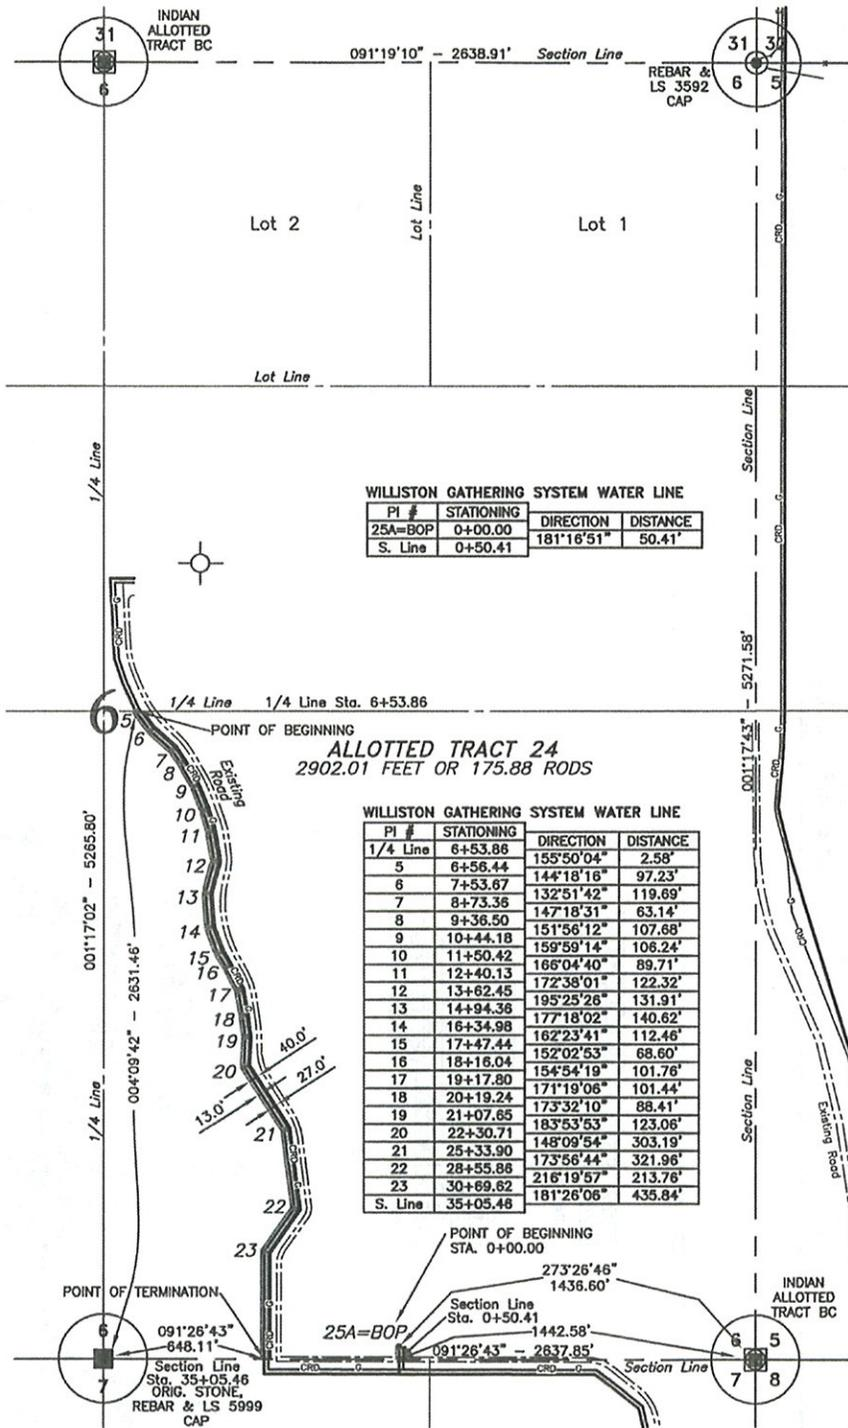 INDIAN
ALLOTTED
TRACT BC
31
6
091°19'10" - 2638.91'
Section Line
REBAR &
LS 3592
CAP
31
32
6
5
Lot 2
Lot Line
Lot 1
G
CRD
Lot Line
1/4 Line
Section Line
WILLISTON GATHERING SYSTEM WATER LINE
PI # STATIONING DIRECTION DISTANCE
25A=BOP 0+00.00
181°16'51" 50.41'
S. Line 0+50.41
G
CRD
G
CRD
001°17'43" - 5271.58'
6
1/4 Line
1/4 Line Sta. 6+53.86
POINT OF BEGINNING
ALLOTTED TRACT 24
2902.01 FEET OR 175.88 RODS
5
6
7
8
9
10
11
12
13
14
15
16
17
18
19
20
21
22
23
Existing
Road
G
CRD
CRD
G
CRD
G
G
CRD
G
CRD
G
001°17'02" - 5265.80'
004°09'42" - 2631.46'
1/4 Line
40.0'
27.0'
13.0'
WILLISTON GATHERING SYSTEM WATER LINE
PI # STATIONING DIRECTION DISTANCE
1/4 Line 6+53.86
155°50'04" 2.58'
5 6+56.44
144°18'16" 97.23'
6 7+53.67
132°51'42" 119.69'
7 8+73.36
147°18'31" 63.14'
8 9+36.50
151°56'12" 107.68'
9 10+44.18
159°59'14" 106.24'
10 11+50.42
166°04'40" 89.71'
11 12+40.13
172°38'01" 122.32'
12 13+62.45
195°25'26" 131.91'
13 14+94.36
177°18'02" 140.62'
14 16+34.98
162°23'41" 112.46'
15 17+47.44
152°02'53" 68.60'
16 18+16.04
154°54'19" 101.76'
17 19+17.80
171°19'06" 101.44'
18 20+19.24
173°32'10" 88.41'
19 21+07.65
183°53'53" 123.06'
20 22+30.71
148°09'54" 303.19'
21 25+33.90
173°56'44" 321.96'
22 28+55.86
216°19'57" 213.76'
23 30+69.62
181°26'06" 435.84'
S. Line 35+05.46
Section Line
Existing Road
POINT OF BEGINNING
STA. 0+00.00
273°26'46"
1436.60'
INDIAN
ALLOTTED
TRACT BC
POINT OF TERMINATION
Section Line
Sta. 0+50.41
25A=BOP
1442.58'
091°26'43" - 2637.85'
Section Line
CRD
G
CRD
G
6
5
7
8
6
7
091°26'43"
648.11'
Section Line
Sta. 35+05.46
ORIG. STONE,
REBAR & LS 5999
CAP